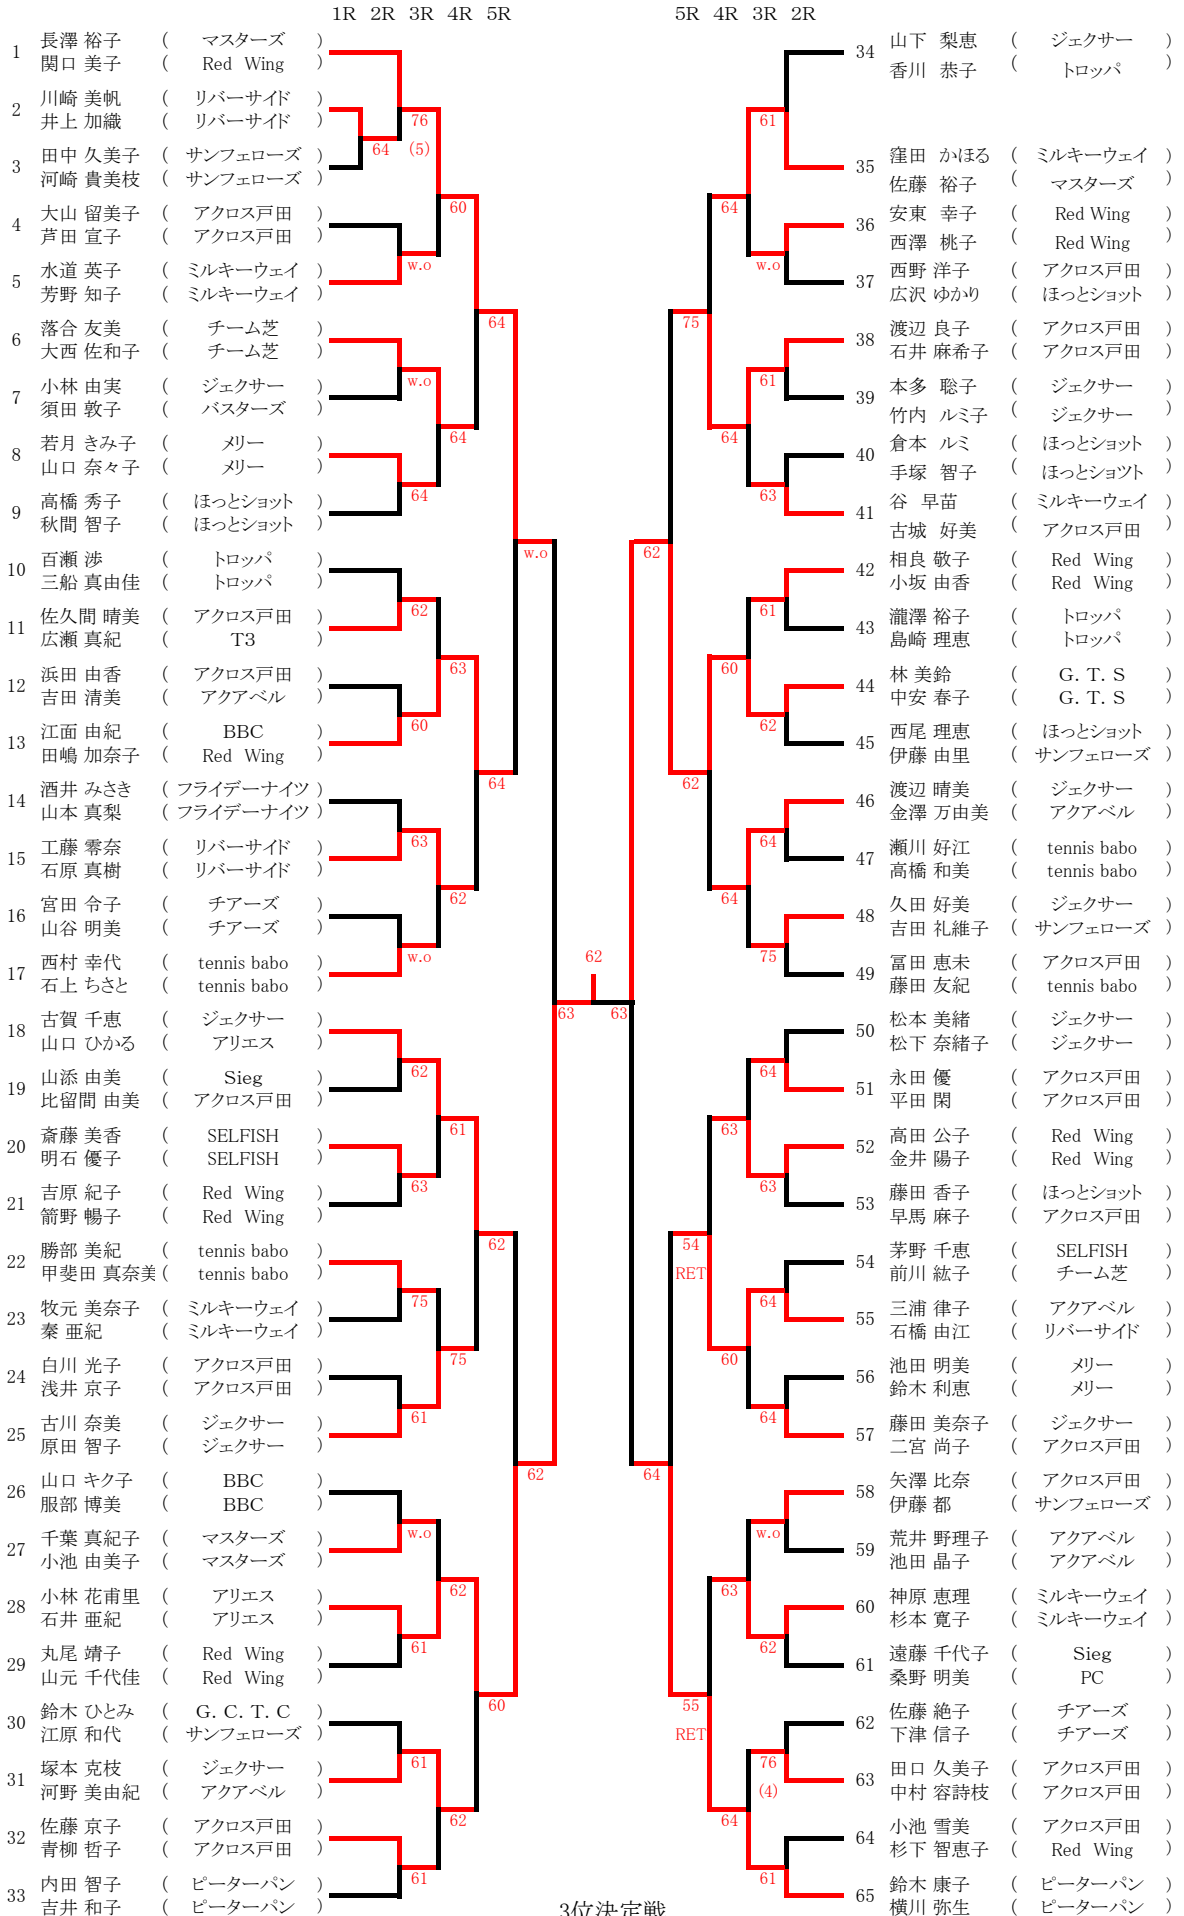 1R 2R 3R 4R 5R
5R 4R 3R 2R
1 長澤 裕子 ( マスターズ )
関口 美子 ( Red Wing )
2 川崎 美帆 ( リバーサイド )
井上 加織 ( リバーサイド )
3 田中 久美子 ( サンフェローズ )
河崎 貴美枝 ( サンフェローズ )
4 大山 留美子 ( アクロス戸田 )
芦田 宣子 ( アクロス戸田 )
5 水道 英子 ( ミルキーウェイ )
芳野 知子 ( ミルキーウェイ )
6 落合 友美 ( チーム芝 )
大西 佐和子 ( チーム芝 )
7 小林 由実 ( ジェクサー )
須田 敦子 ( バスターズ )
8 若月 きみ子 ( メリー )
山口 奈々子 ( メリー )
9 高橋 秀子 ( ほっとショット )
秋間 智子 ( ほっとショット )
10 百瀬 渉 ( トロッパ )
三船 真由佳 ( トロッパ )
11 佐久間 晴美 ( アクロス戸田 )
広瀬 真紀 ( T3 )
12 浜田 由香 ( アクロス戸田 )
吉田 清美 ( アクアベル )
13 江面 由紀 ( BBC )
田嶋 加奈子 ( Red Wing )
14 酒井 みさき ( フライデーナイツ )
山本 真梨 ( フライデーナイツ )
15 工藤 零奈 ( リバーサイド )
石原 真樹 ( リバーサイド )
16 宮田 令子 ( チアーズ )
山谷 明美 ( チアーズ )
17 西村 幸代 ( tennis babo )
石上 ちさと ( tennis babo )
18 古賀 千恵 ( ジェクサー )
山口 ひかる ( アリエス )
19 山添 由美 ( Sieg )
比留間 由美 ( アクロス戸田 )
20 斎藤 美香 ( SELFISH )
明石 優子 ( SELFISH )
21 吉原 紀子 ( Red Wing )
箭野 暢子 ( Red Wing )
22 勝部 美紀 ( tennis babo )
甲斐田 真奈美 ( tennis babo )
23 牧元 美奈子 ( ミルキーウェイ )
秦 亜紀 ( ミルキーウェイ )
24 白川 光子 ( アクロス戸田 )
浅井 京子 ( アクロス戸田 )
25 古川 奈美 ( ジェクサー )
原田 智子 ( ジェクサー )
26 山口 キク子 ( BBC )
服部 博美 ( BBC )
27 千葉 真紀子 ( マスターズ )
小池 由美子 ( マスターズ )
28 小林 花甫里 ( アリエス )
石井 亜紀 ( アリエス )
29 丸尾 靖子 ( Red Wing )
山元 千代佳 ( Red Wing )
30 鈴木 ひとみ ( G. C. T. C )
江原 和代 ( サンフェローズ )
31 塚本 克枝 ( ジェクサー )
河野 美由紀 ( アクアベル )
32 佐藤 京子 ( アクロス戸田 )
青柳 哲子 ( アクロス戸田 )
33 内田 智子 ( ピーターパン )
吉井 和子 ( ピーターパン )
64
76
(5)
w.o
w.o
64
62
60
63
w.o
62
63
75
61
w.o
61
61
61
60
64
63
62
61
75
62
62
64
64
62
60
w.o
62
63
62
63
62
64
75
62
54
RET
55
RET
64
64
60
64
63
60
63
64
61
w.o
61
63
61
62
64
75
64
63
64
64
w.o
62
76
(4)
61
34 山下 梨恵 ( ジェクサー )
香川 恭子 ( トロッパ )
35 窪田 かほる ( ミルキーウェイ )
佐藤 裕子 ( マスターズ )
36 安東 幸子 ( Red Wing )
西澤 桃子 ( Red Wing )
37 西野 洋子 ( アクロス戸田 )
広沢 ゆかり ( ほっとショット )
38 渡辺 良子 ( アクロス戸田 )
石井 麻希子 ( アクロス戸田 )
39 本多 聡子 ( ジェクサー )
竹内 ルミ子 ( ジェクサー )
40 倉本 ルミ ( ほっとショット )
手塚 智子 ( ほっとショツト )
41 谷 早苗 ( ミルキーウェイ )
古城 好美 ( アクロス戸田 )
42 相良 敬子 ( Red Wing )
小坂 由香 ( Red Wing )
43 瀧澤 裕子 ( トロッパ )
島崎 理恵 ( トロッパ )
44 林 美鈴 ( G. T. S )
中安 春子 ( G. T. S )
45 西尾 理恵 ( ほっとショット )
伊藤 由里 ( サンフェローズ )
46 渡辺 晴美 ( ジェクサー )
金澤 万由美 ( アクアベル )
47 瀬川 好江 ( tennis babo )
高橋 和美 ( tennis babo )
48 久田 好美 ( ジェクサー )
吉田 礼維子 ( サンフェローズ )
49 冨田 恵未 ( アクロス戸田 )
藤田 友紀 ( tennis babo )
50 松本 美緒 ( ジェクサー )
松下 奈緒子 ( ジェクサー )
51 永田 優 ( アクロス戸田 )
平田 閑 ( アクロス戸田 )
52 高田 公子 ( Red Wing )
金井 陽子 ( Red Wing )
53 藤田 香子 ( ほっとショット )
早馬 麻子 ( アクロス戸田 )
54 茅野 千恵 ( SELFISH )
前川 紘子 ( チーム芝 )
55 三浦 律子 ( アクアベル )
石橋 由江 ( リバーサイド )
56 池田 明美 ( メリー )
鈴木 利恵 ( メリー )
57 藤田 美奈子 ( ジェクサー )
二宮 尚子 ( アクロス戸田 )
58 矢澤 比奈 ( アクロス戸田 )
伊藤 都 ( サンフェローズ )
59 荒井 野理子 ( アクアベル )
池田 晶子 ( アクアベル )
60 神原 恵理 ( ミルキーウェイ )
杉本 寛子 ( ミルキーウェイ )
61 遠藤 千代子 ( Sieg )
桑野 明美 ( PC )
62 佐藤 絶子 ( チアーズ )
下津 信子 ( チアーズ )
63 田口 久美子 ( アクロス戸田 )
中村 容詩枝 ( アクロス戸田 )
64 小池 雪美 ( アクロス戸田 )
杉下 智恵子 ( Red Wing )
65 鈴木 康子 ( ピーターパン )
横川 弥生 ( ピーターパン )
3位決定戦